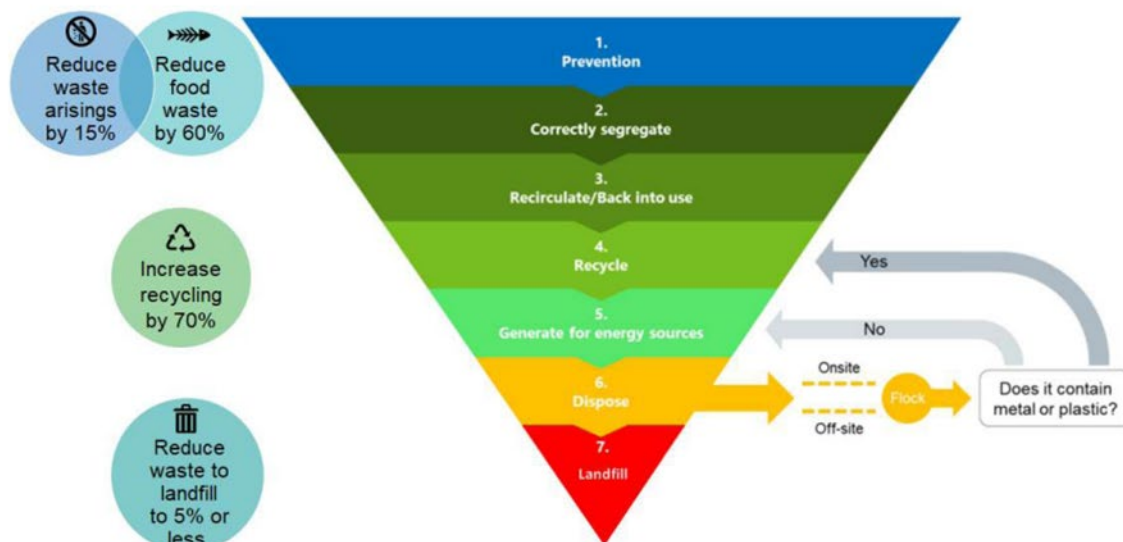 Reduce
waste
arisings
by 15%
Reduce
food
waste
by 60%
Increase
recycling
by 70%
Reduce
waste to
landfill
to 5% or
less
1.
Prevention
2.
Correctly segregate
3.
Recirculate/Back into use
4.
Recycle
5.
Generate for energy sources
6.
Dispose
7.
Landfill
Yes
No
Onsite
Off-site
Flock
Does it contain
metal or plastic?